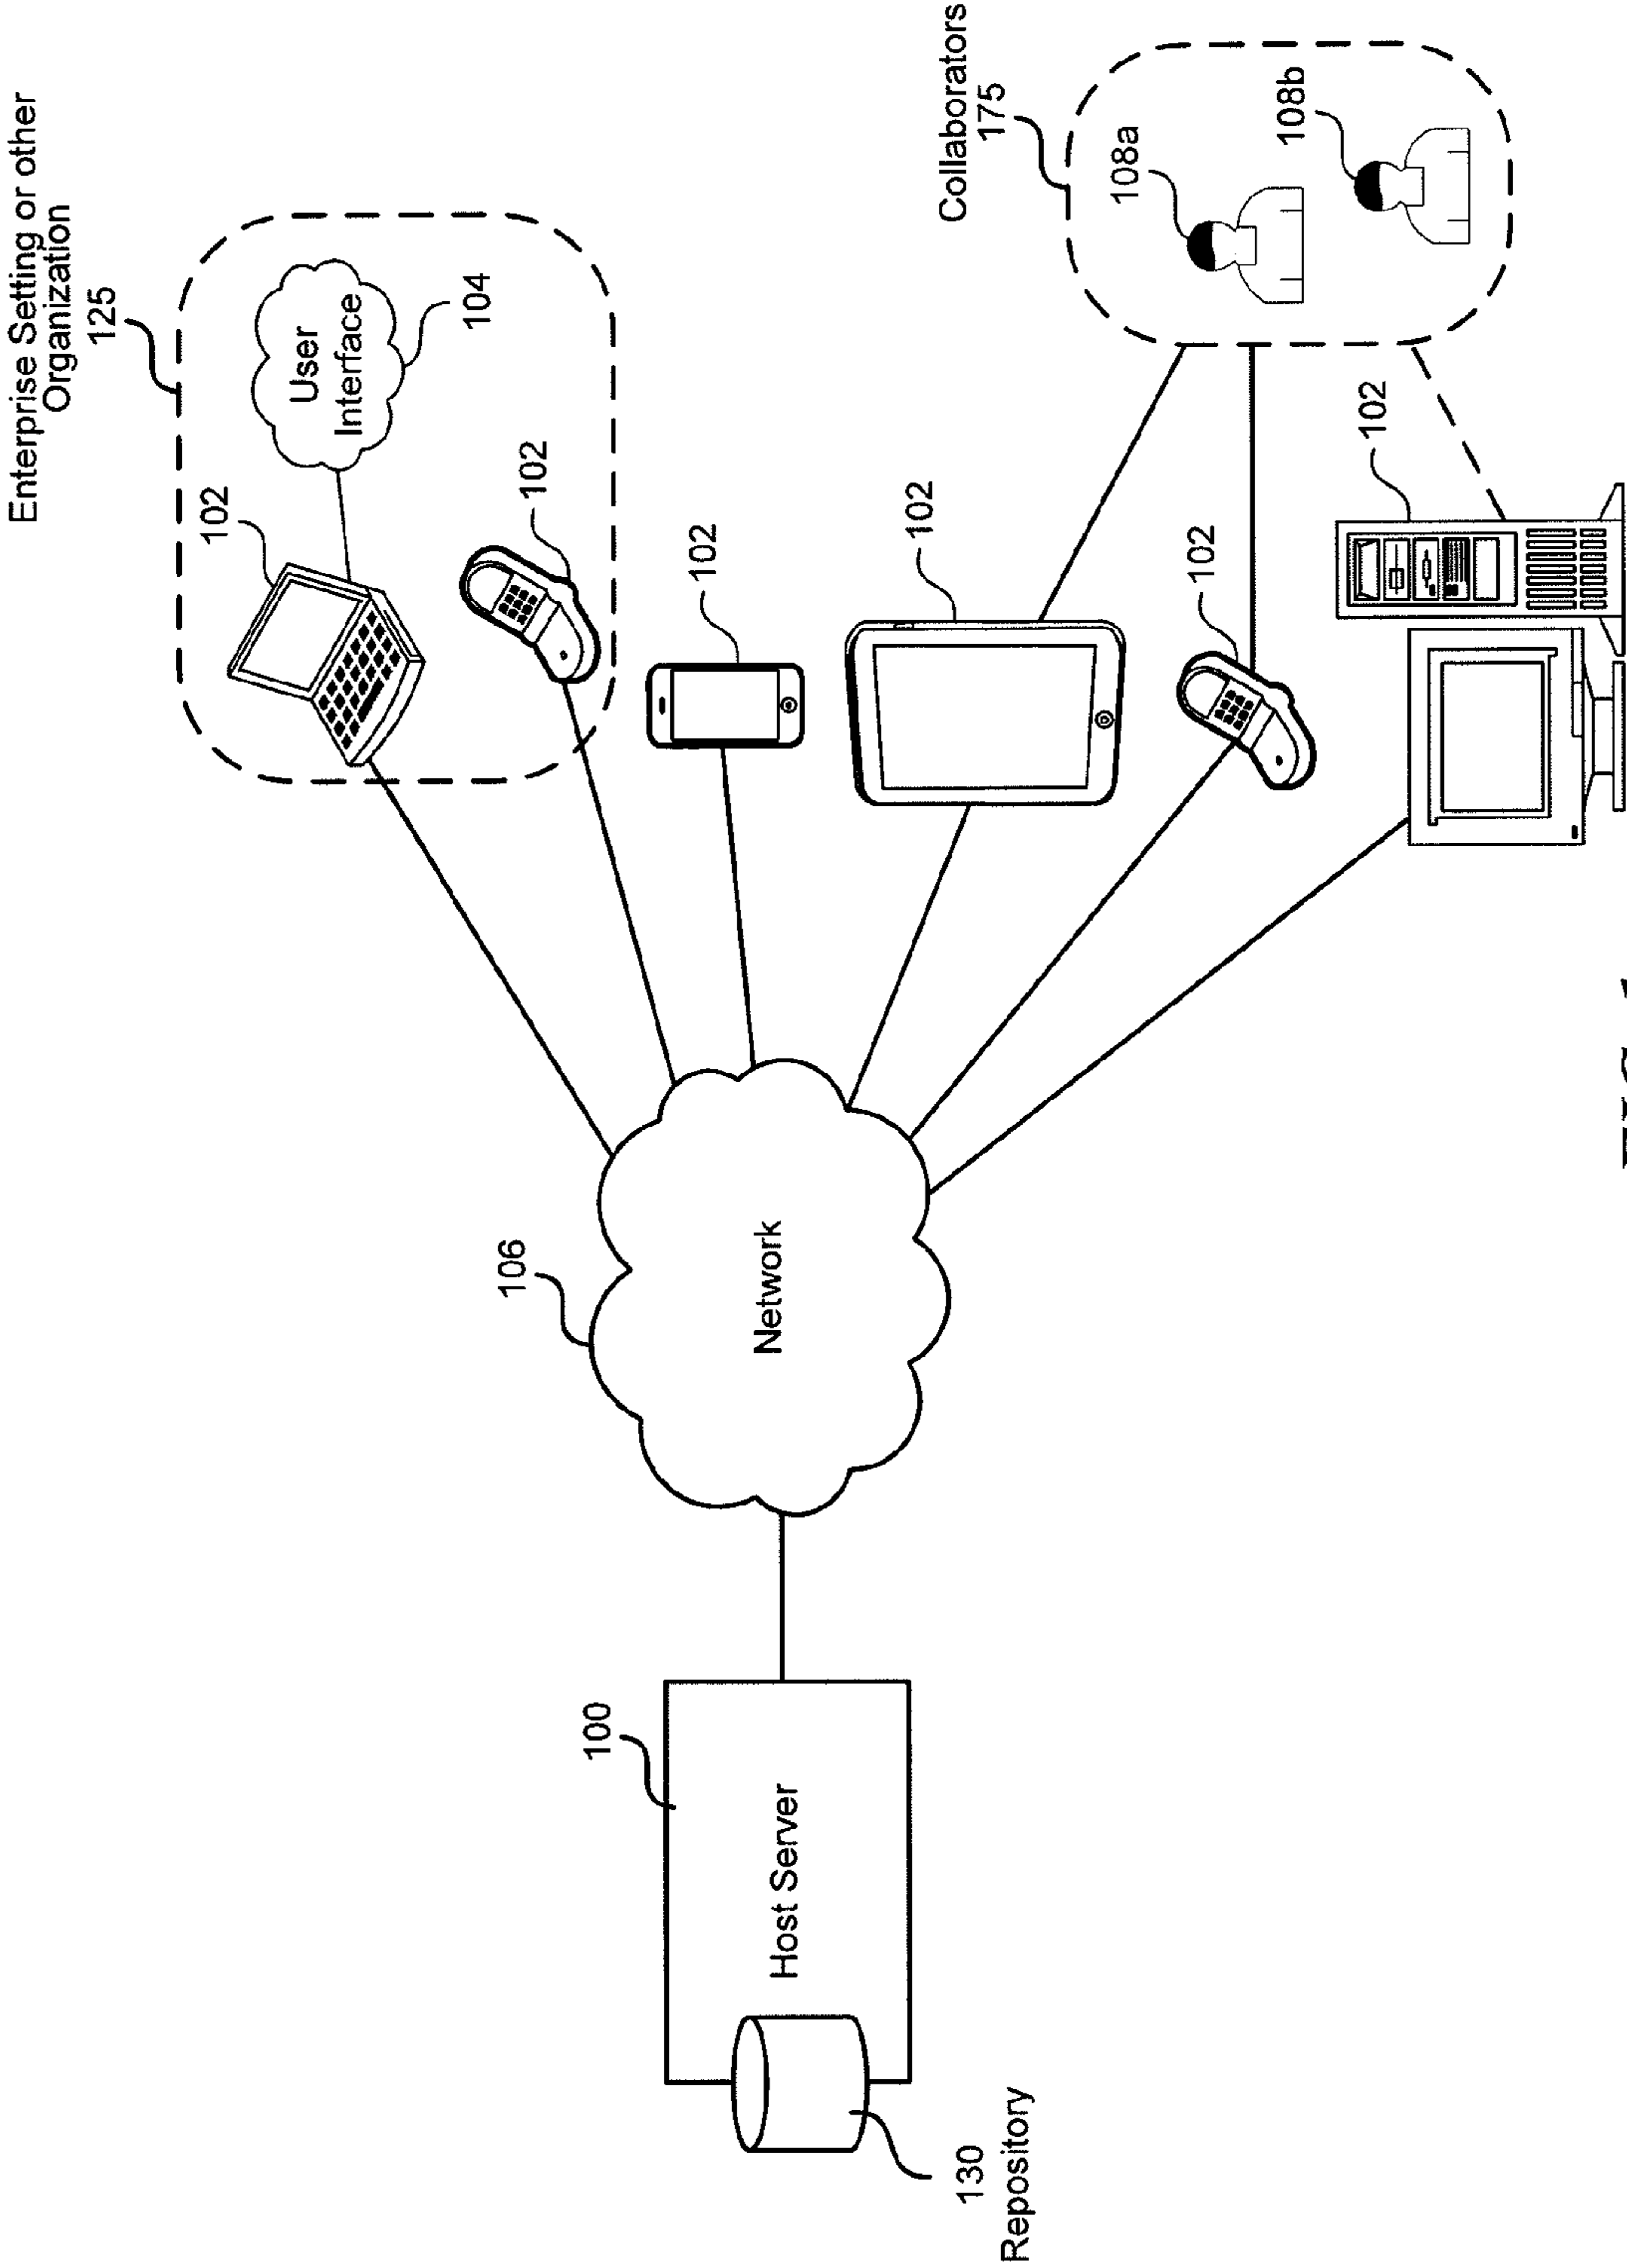 Enterprise Setting or other
Organization
125
102
User
Interface
104
102
102
102
Collaborators
175
108a
108b
102
102
106
Network
100
Host Server
130
Repository